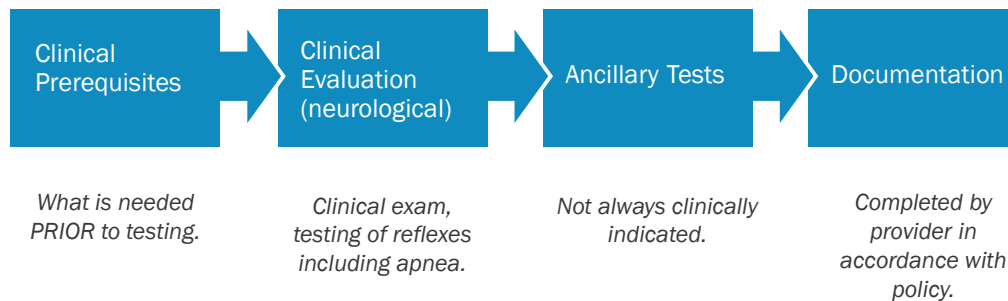 Clinical
Prerequisites
Clinical
Evaluation
(neurological)
Ancillary Tests
Documentation
What is needed
PRIOR to testing.
Clinical exam,
testing of reflexes
including apnea.
Not always clinically
indicated.
Completed by
provider in
accordance with
policy.